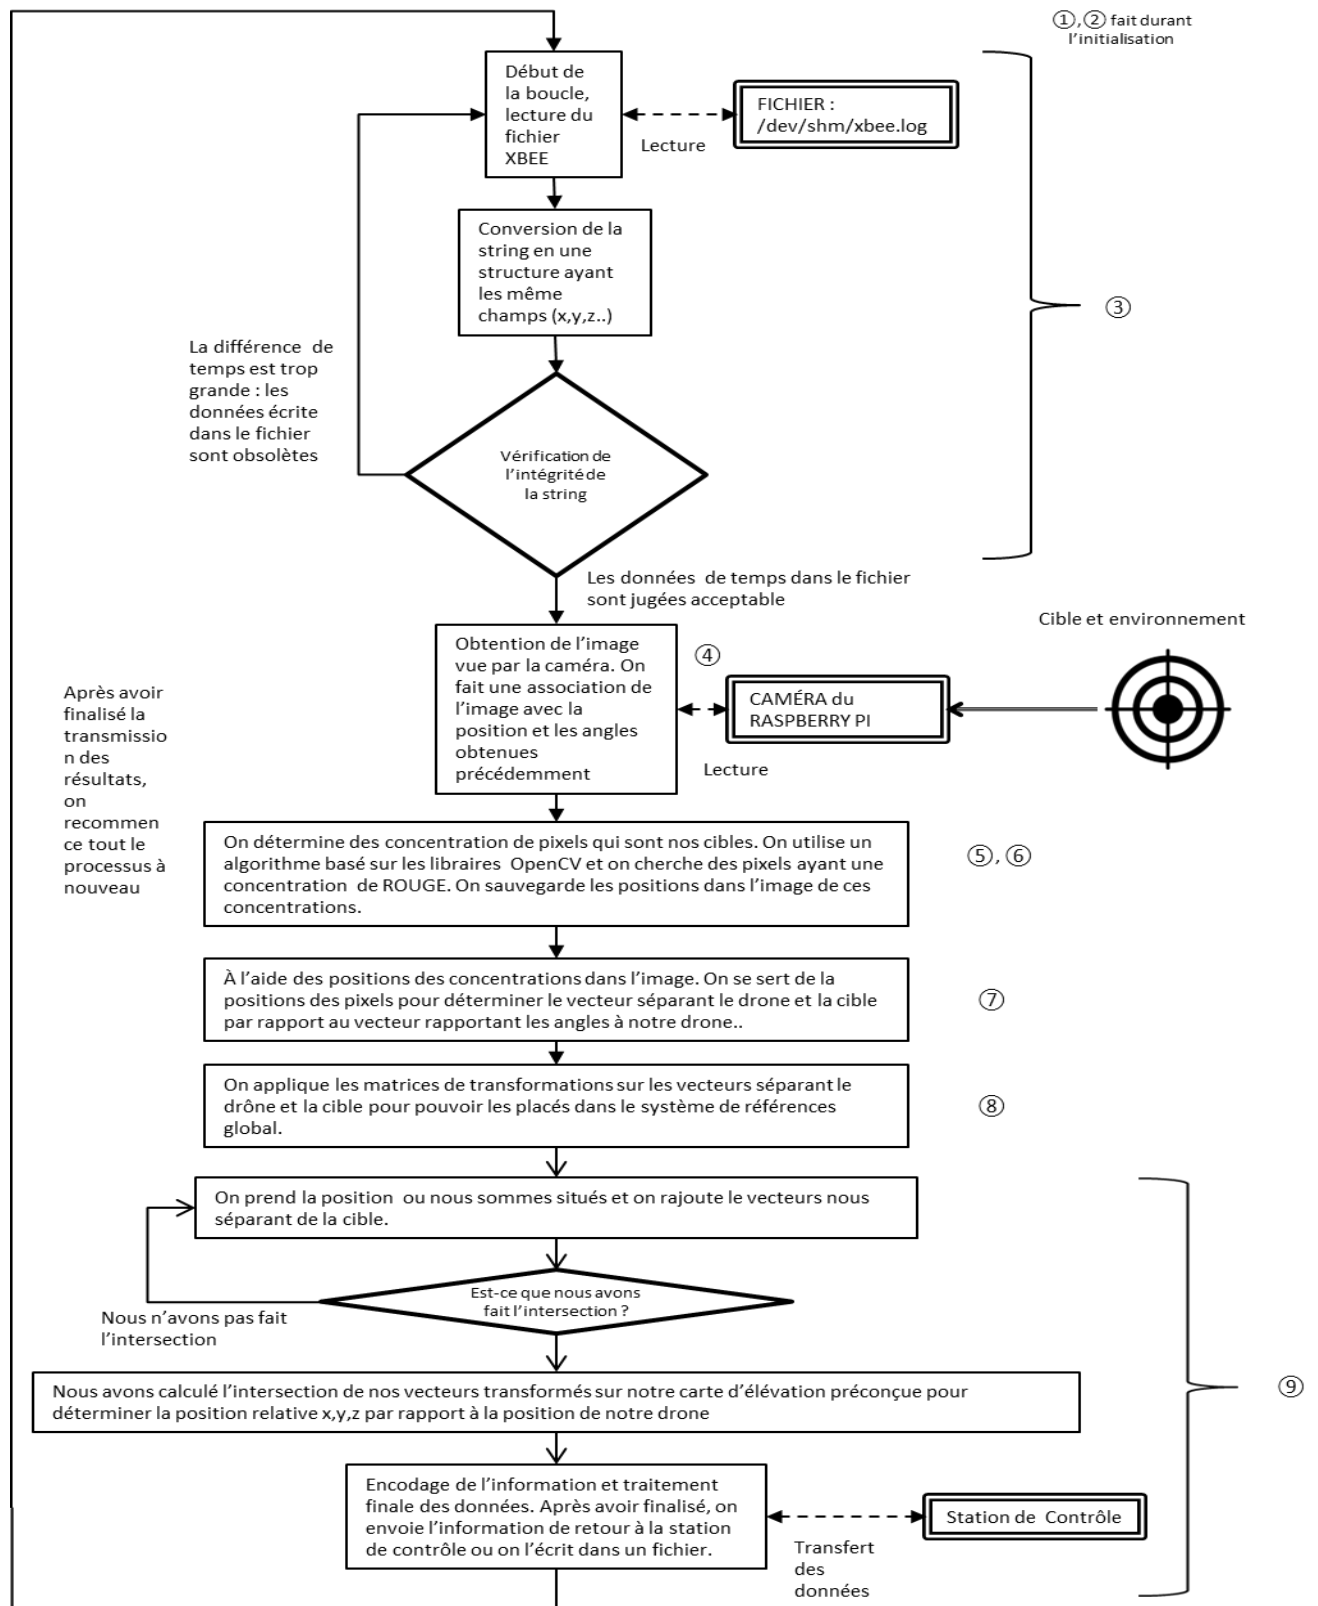 ①,② fait durant
l'initialisation
Début de
la boucle,
lecture du
fichier
XBEE
FICHIER :
/dev/shm/xbee.log
Lecture
Conversion de la
string en une
structure ayant
les même
champs (x,y,z..)
③
La différence de
temps est trop
grande : les
données écrite
dans le fichier
sont obsolètes
Vérification de
l'intégrité de
la string
Les données de temps dans le fichier
sont jugées acceptable
Cible et environnement
Obtention de l'image
vue par la caméra. On
fait une association de
l'image avec la
position et les angles
obtenues
précédemment
④
CAMÉRA du
RASPBERRY PI
Lecture
Après avoir
finalisé la
transmissio
n des
résultats,
on
recommen
ce tout le
processus à
nouveau
On détermine des concentration de pixels qui sont nos cibles. On utilise un
algorithme basé sur les libraires OpenCV et on cherche des pixels ayant une
concentration de ROUGE. On sauvegarde les positions dans l'image de ces
concentrations.
⑤, ⑥
À l'aide des positions des concentrations dans l'image. On se sert de la
positions des pixels pour déterminer le vecteur séparant le drone et la cible
par rapport au vecteur rapportant les angles à notre drone..
⑦
On applique les matrices de transformations sur les vecteurs séparant le
drône et la cible pour pouvoir les placés dans le système de références
global.
⑧
On prend la position ou nous sommes situés et on rajoute le vecteurs nous
séparant de la cible.
Est-ce que nous avons
fait l'intersection ?
Nous n'avons pas fait
l'intersection
Nous avons calculé l'intersection de nos vecteurs transformés sur notre carte d'élévation préconçue pour
déterminer la position relative x,y,z par rapport à la position de notre drone
⑨
Encodage de l'information et traitement
finale des données. Après avoir finalisé, on
envoie l'information de retour à la station
de contrôle ou on l'écrit dans un fichier.
Station de Contrôle
Transfert
des
données